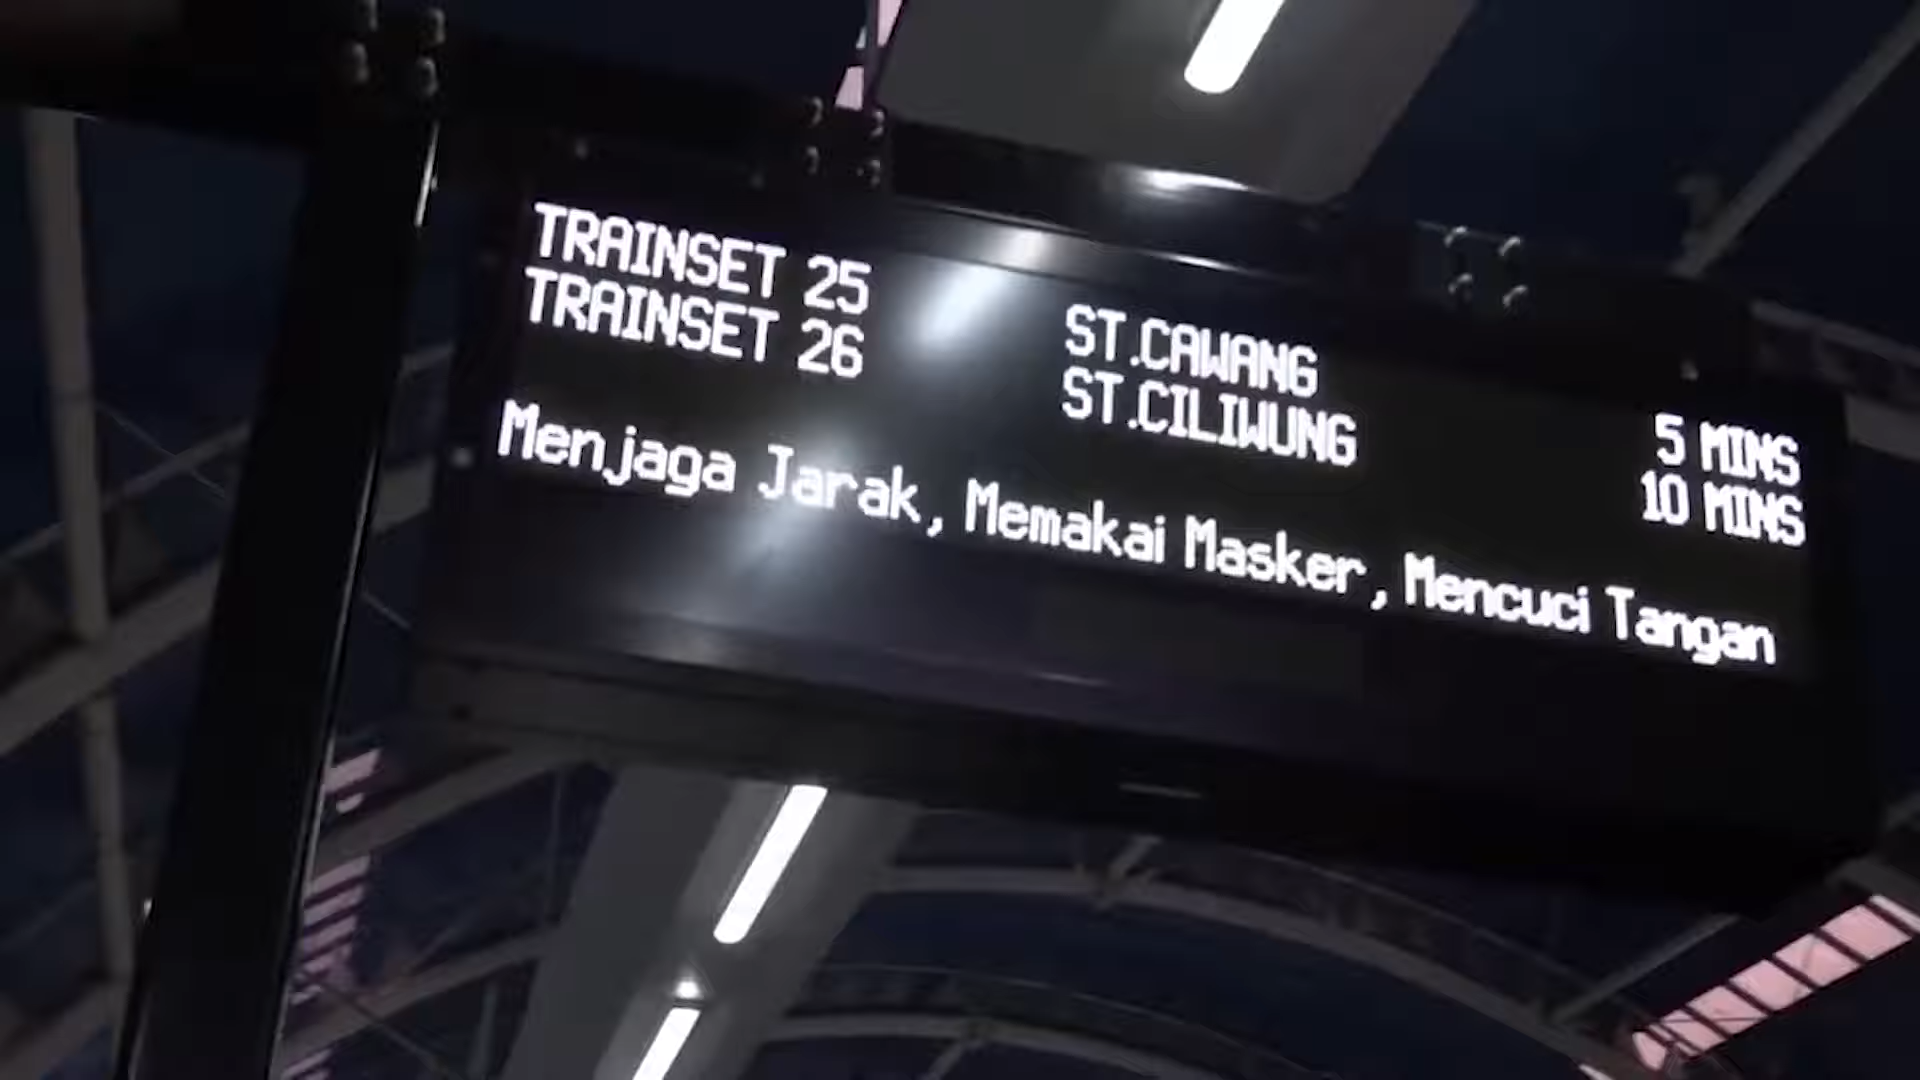 TRAINSET 25 ST.CAWANG 5 MINS
TRAINSET 26 ST.CILIWUNG 10 MINS
Menjaga Jarak, Memakai Masker, Mencuci Tangan